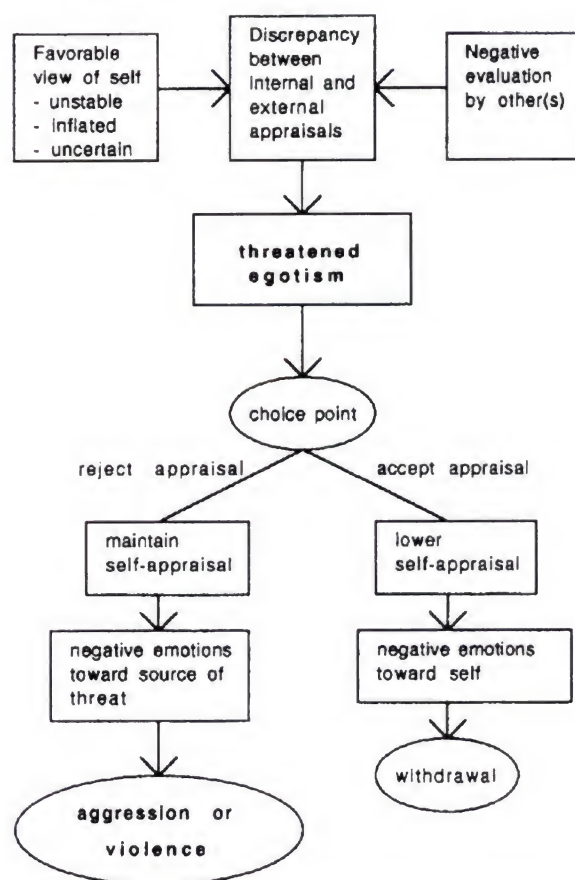 Favorable
view of self
- unstable
- inflated
- uncertain
Discrepancy
between
internal and
external
appraisals
Negative
evaluation
by other(s)
threatened
egotism
choice point
reject appraisal
accept appraisal
maintain
self-appraisal
lower
self-appraisal
negative emotions
toward source of
threat
negative emotions
toward self
aggression or
violence
withdrawal